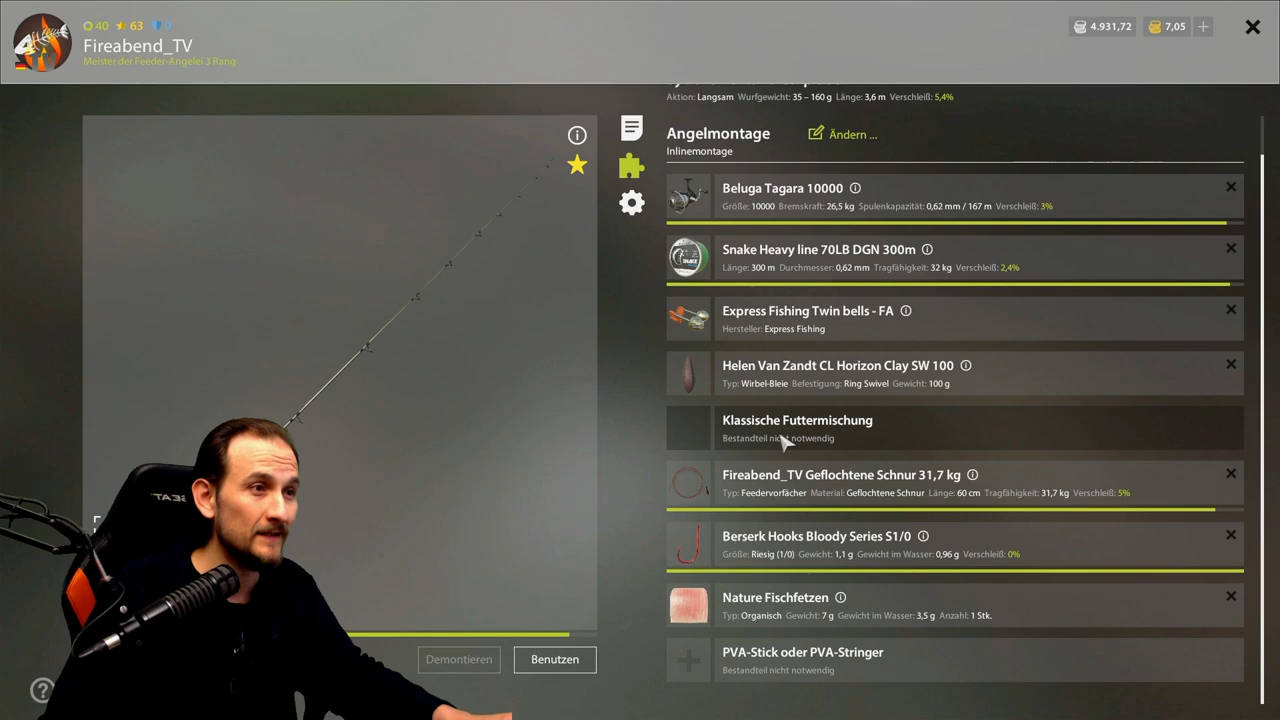 40 63 0
Fireabend_TV
Meister der Feeder-Angelei 3 Rang
4.931,72 7,05
Aktion: Langsam Wurfgewicht: 35 – 160 g Länge: 3,6 m Verschleiß: 5,4%
Angelmontage Ändern ...
Inlinemontage
Beluga Tagara 10000
Größe: 10000 Bremskraft: 26,5 kg Spulenkapazität: 0,62 mm / 167 m Verschleiß: 3%
Snake Heavy line 70LB DGN 300m
Länge: 300 m Durchmesser: 0,62 mm Tragfähigkeit: 32 kg Verschleiß: 2,4%
Express Fishing Twin bells - FA
Hersteller: Express Fishing
Helen Van Zandt CL Horizon Clay SW 100
Typ: Wirbel-Bleie Befestigung: Ring Swivel Gewicht: 100 g
Klassische Futtermischung
Bestandteil nicht notwendig
Fireabend_TV Geflochtene Schnur 31,7 kg
Typ: Feedervorfächer Material: Geflochtene Schnur Länge: 60 cm Tragfähigkeit: 31,7 kg Verschleiß: 5%
Berserk Hooks Bloody Series S1/0
Größe: Riesig (1/0) Gewicht: 1,1 g Gewicht im Wasser: 0,96 g Verschleiß: 0%
Nature Fischfetzen
Typ: Organisch Gewicht: 7 g Gewicht im Wasser: 3,5 g Anzahl: 1 Stk.
PVA-Stick oder PVA-Stringer
Bestandteil nicht notwendig
Demontieren Benutzen
SEAT